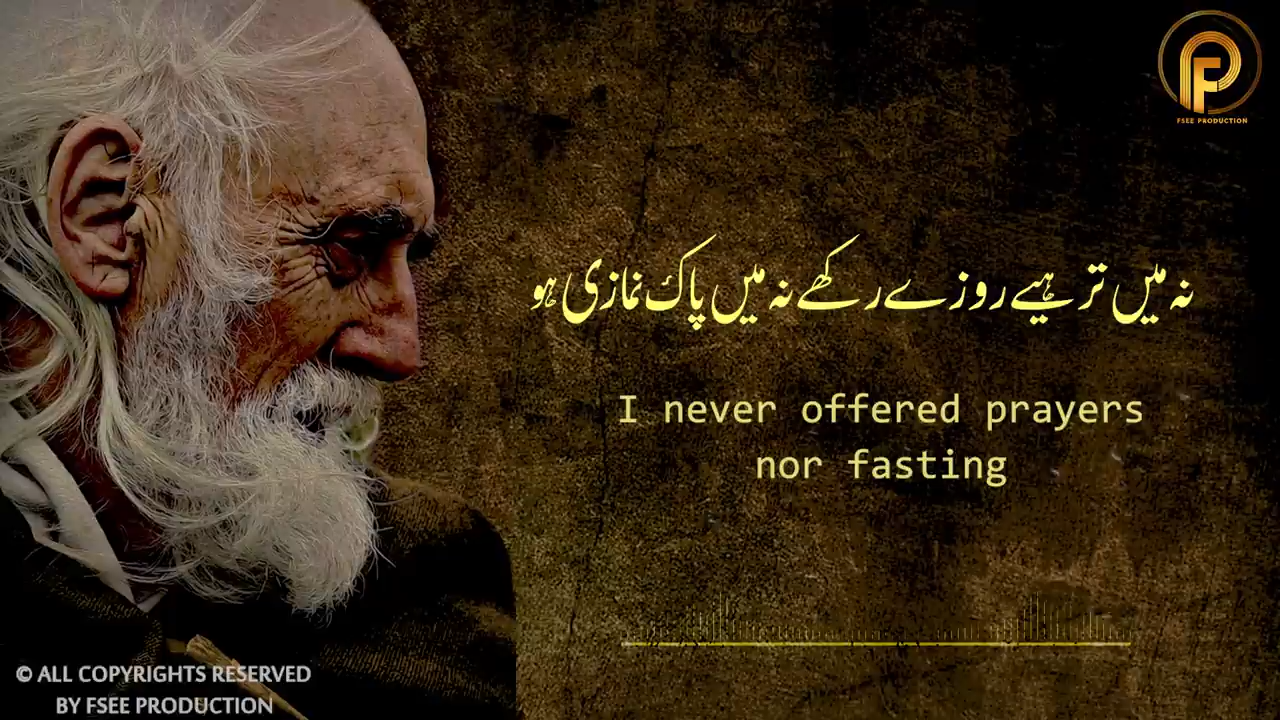 FSEE PRODUCTION
نہ میں تریہیے روزے رکھے نہ میں پاک نمازی ہو
I never offered prayers
nor fasting
© ALL COPYRIGHTS RESERVED
BY FSEE PRODUCTION